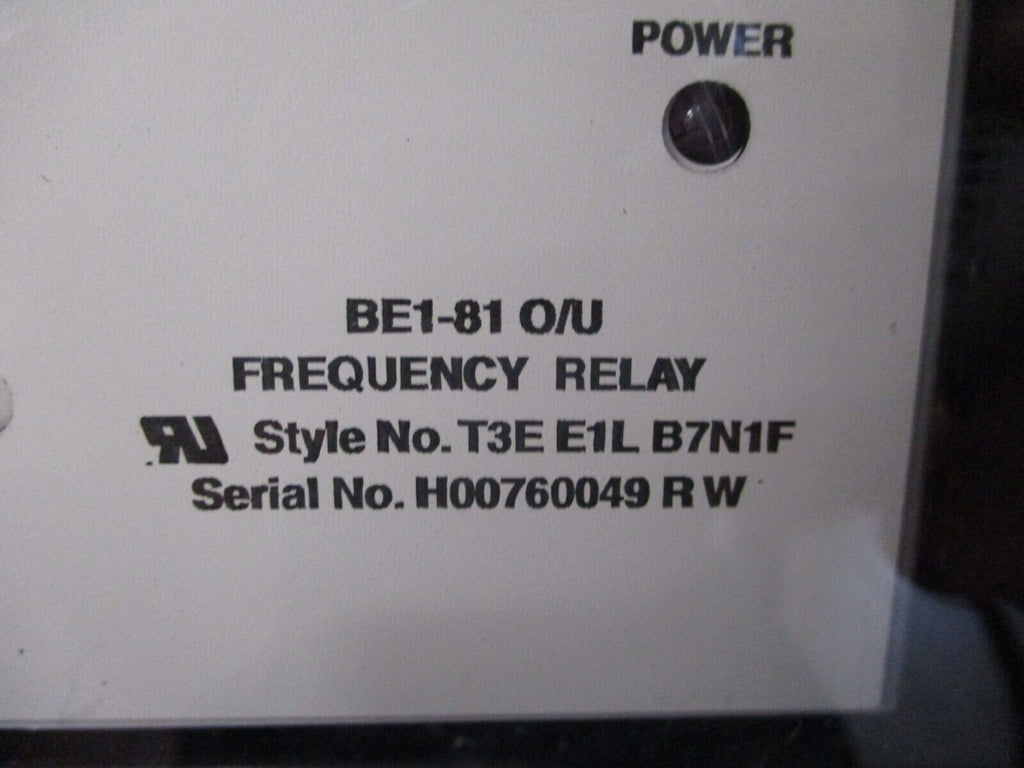 POWER
BE1-81 O/U
FREQUENCY RELAY
Style No. T3E E1L B7N1F
Serial No. H00760049 R W